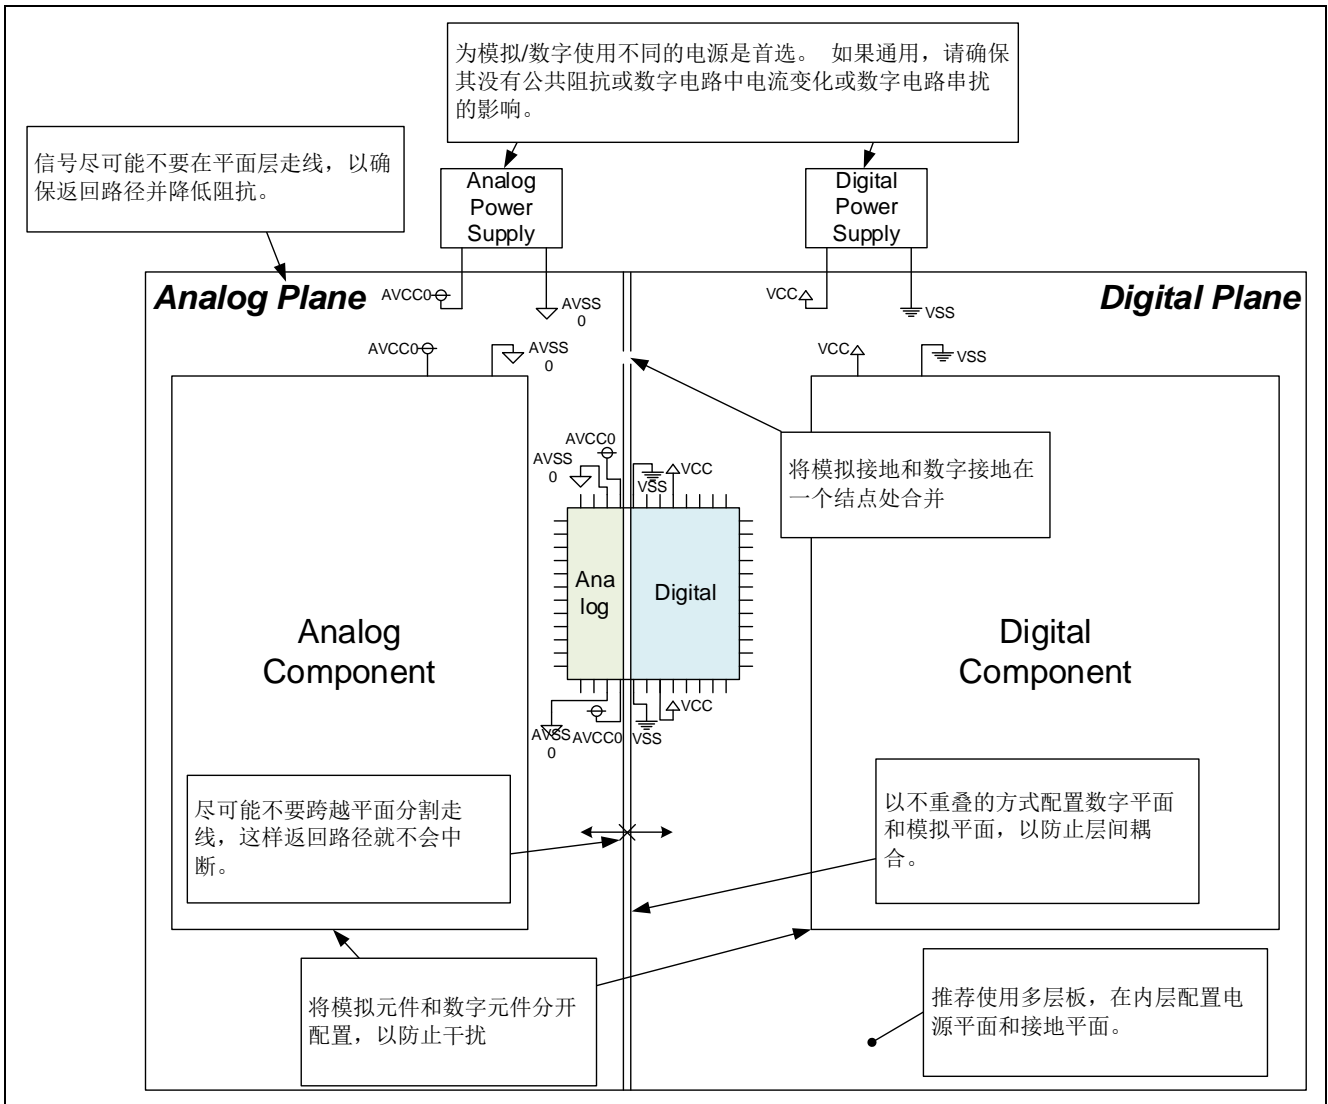 为模拟/数字使用不同的电源是首选。 如果通用，请确保
其没有公共阻抗或数字电路中电流变化或数字电路串扰
的影响。
信号尽可能不要在平面层走线，以确
保返回路径并降低阻抗。
Analog
Power
Supply
Digital
Power
Supply
Analog Plane
AVCC0
AVSS
0
VCC
VSS
Digital Plane
AVCC0
AVSS
0
VCC
VSS
将模拟接地和数字接地在
一个结点处合并
AVCC0
AVSS
0
VSS
VCC
Ana
log
Digital
Analog
Component
Digital
Component
AVSS
0
AVCC0
VSS
VCC
尽可能不要跨越平面分割走
线，这样返回路径就不会中
断。
以不重叠的方式配置数字平面
和模拟平面，以防止层间耦
合。
将模拟元件和数字元件分开
配置，以防止干扰
推荐使用多层板，在内层配置电
源平面和接地平面。